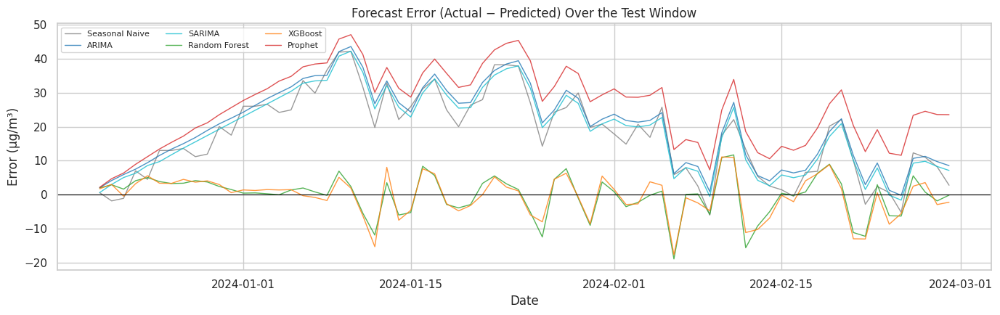 Forecast Error (Actual − Predicted) Over the Test Window
Seasonal Naive
ARIMA
SARIMA
Random Forest
XGBoost
Prophet
Error (µg/m³)
50
40
30
20
10
0
−10
−20
2024-01-01
2024-01-15
2024-02-01
2024-02-15
2024-03-01
Date